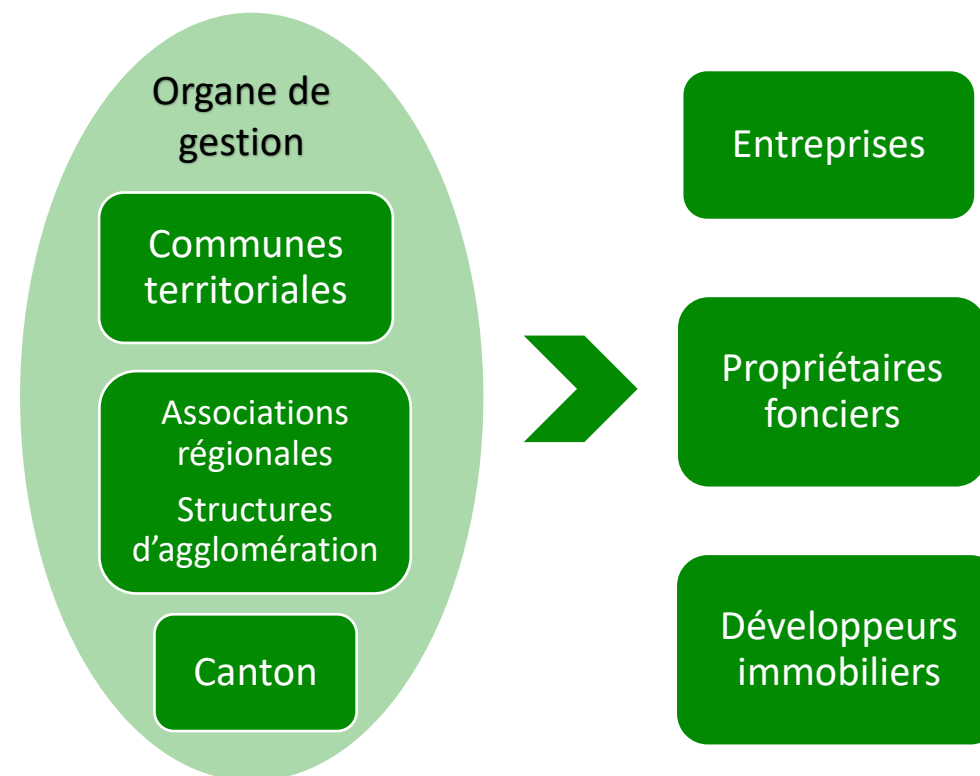 Organe de
gestion
Communes
territoriales
Associations
régionales
Structures
d’agglomération
Canton
Entreprises
Propriétaires
fonciers
Développeurs
immobiliers